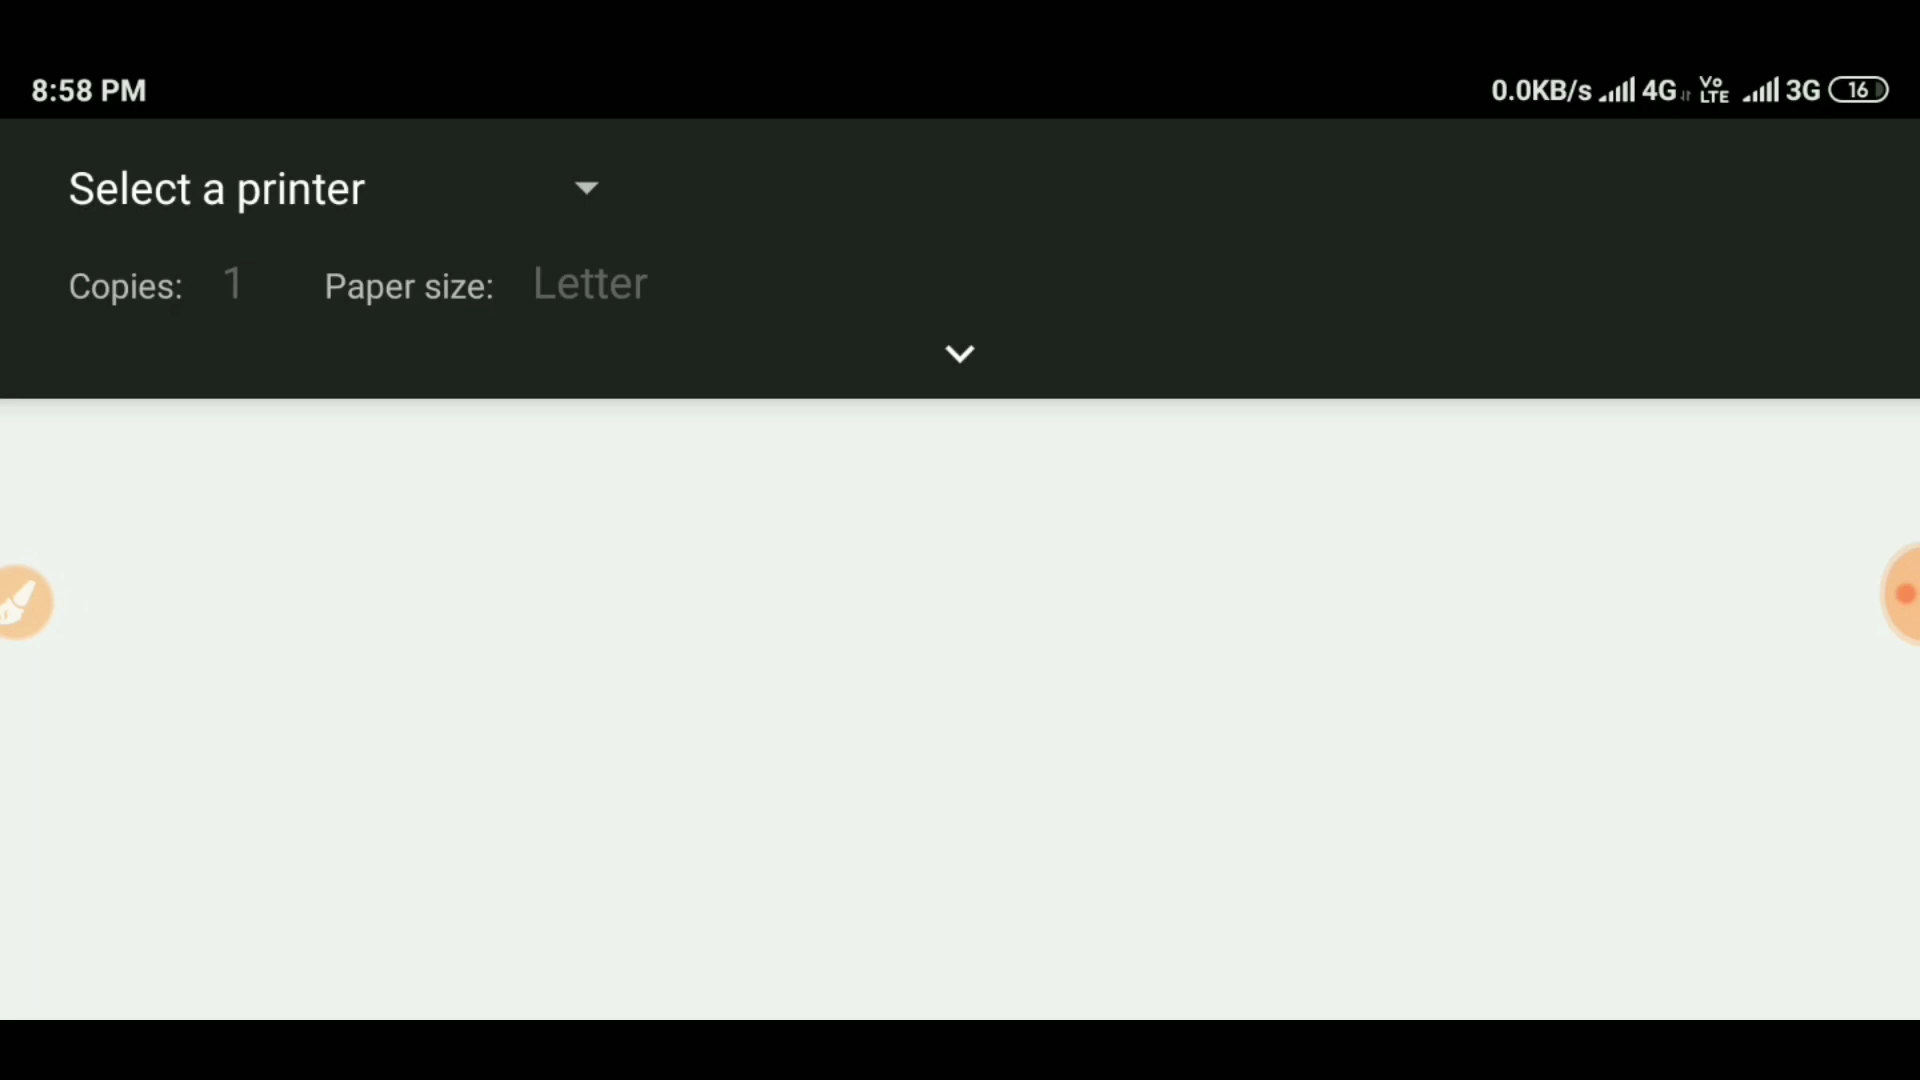 8:58 PM 0.0KB/s 4G Vo LTE 3G 16
Select a printer
Copies: 1 Paper size: Letter